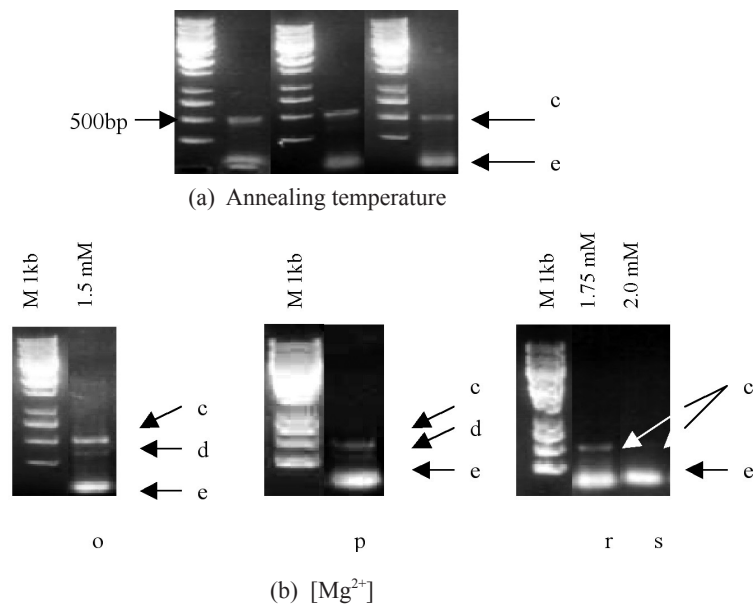 500bp
c
e
(a) Annealing temperature
M 1kb
1.5 mM
c
d
e
o
M 1kb
c
d
e
p
M 1kb
1.75 mM
2.0 mM
c
e
r
s
(b) [Mg²⁺]